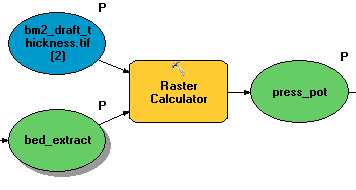 P
bm2_draft_t
hickness.tif
(2)
P
bed_extract
Raster
Calculator
P
press_pot